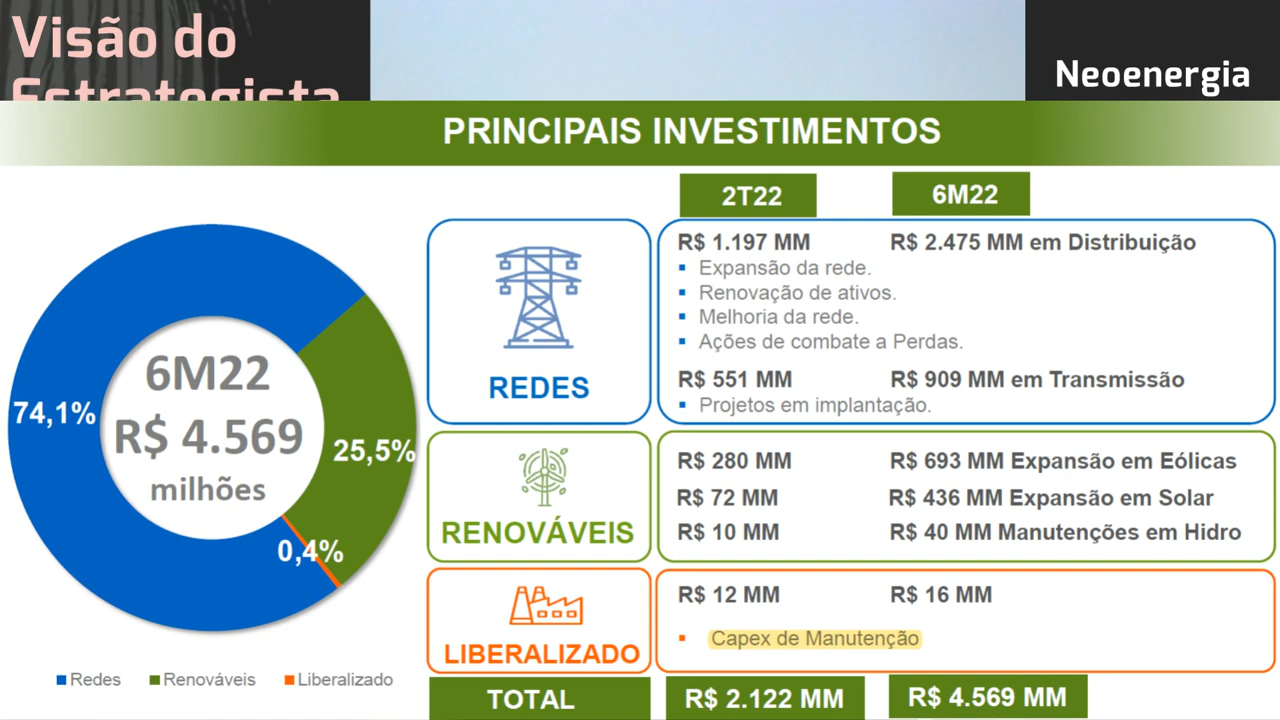 Visão do
Estrategista
Neoenergia
PRINCIPAIS INVESTIMENTOS
2T22 6M22
6M22
R$ 4.569
milhões
74,1%
25,5%
0,4%
Redes Renováveis Liberalizado
REDES
R$ 1.197 MM R$ 2.475 MM em Distribuição
Expansão da rede.
Renovação de ativos.
Melhoria da rede.
Ações de combate a Perdas.
R$ 551 MM R$ 909 MM em Transmissão
Projetos em implantação.
RENOVÁVEIS
R$ 280 MM R$ 693 MM Expansão em Eólicas
R$ 72 MM R$ 436 MM Expansão em Solar
R$ 10 MM R$ 40 MM Manutenções em Hidro
LIBERALIZADO
R$ 12 MM R$ 16 MM
Capex de Manutenção
TOTAL R$ 2.122 MM R$ 4.569 MM